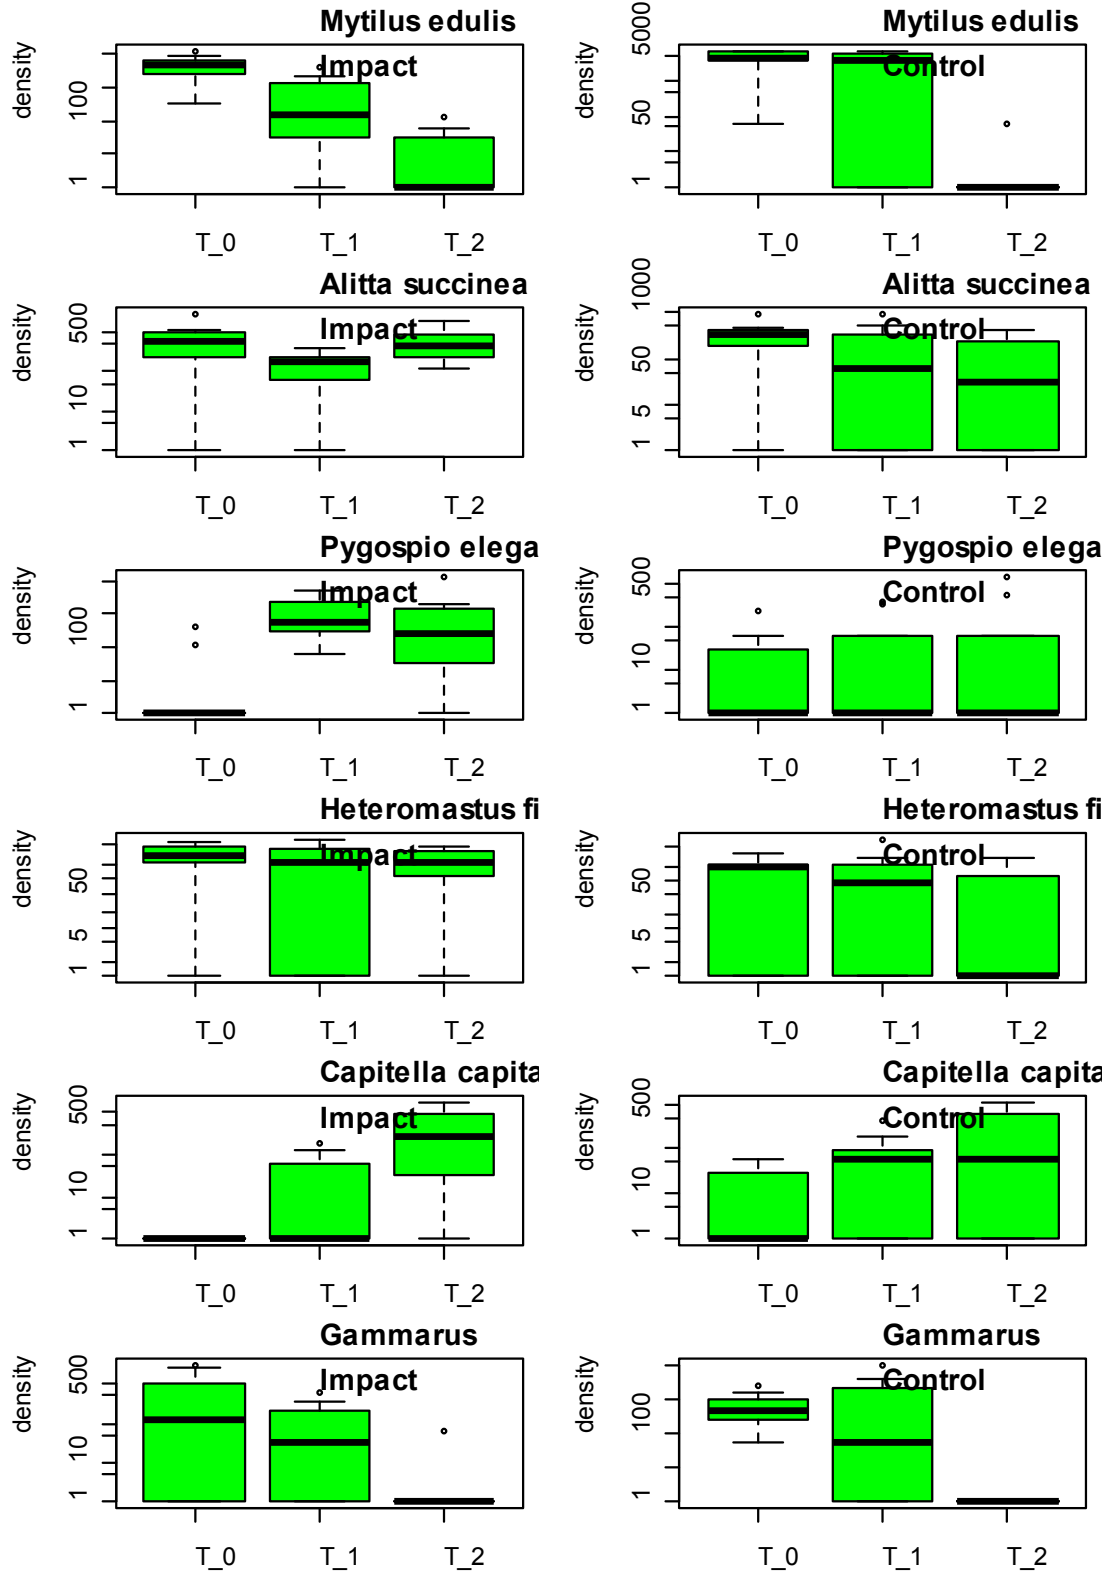 Mytilus edulis
Impact
density
100
1
T_0 T_1 T_2
Mytilus edulis
Control
density
5000
50
1
T_0 T_1 T_2
Alitta succinea
Impact
density
500
10
1
T_0 T_1 T_2
Alitta succinea
Control
density
1000
50
5
1
T_0 T_1 T_2
Pygospio elega
Impact
density
100
1
T_0 T_1 T_2
Pygospio elega
Control
density
500
10
1
T_0 T_1 T_2
Heteromastus fi
Impact
density
50
5
1
T_0 T_1 T_2
Heteromastus fi
Control
density
50
5
1
T_0 T_1 T_2
Capitella capita
Impact
density
500
10
1
T_0 T_1 T_2
Capitella capita
Control
density
500
10
1
T_0 T_1 T_2
Gammarus
Impact
density
500
10
1
T_0 T_1 T_2
Gammarus
Control
density
100
1
T_0 T_1 T_2